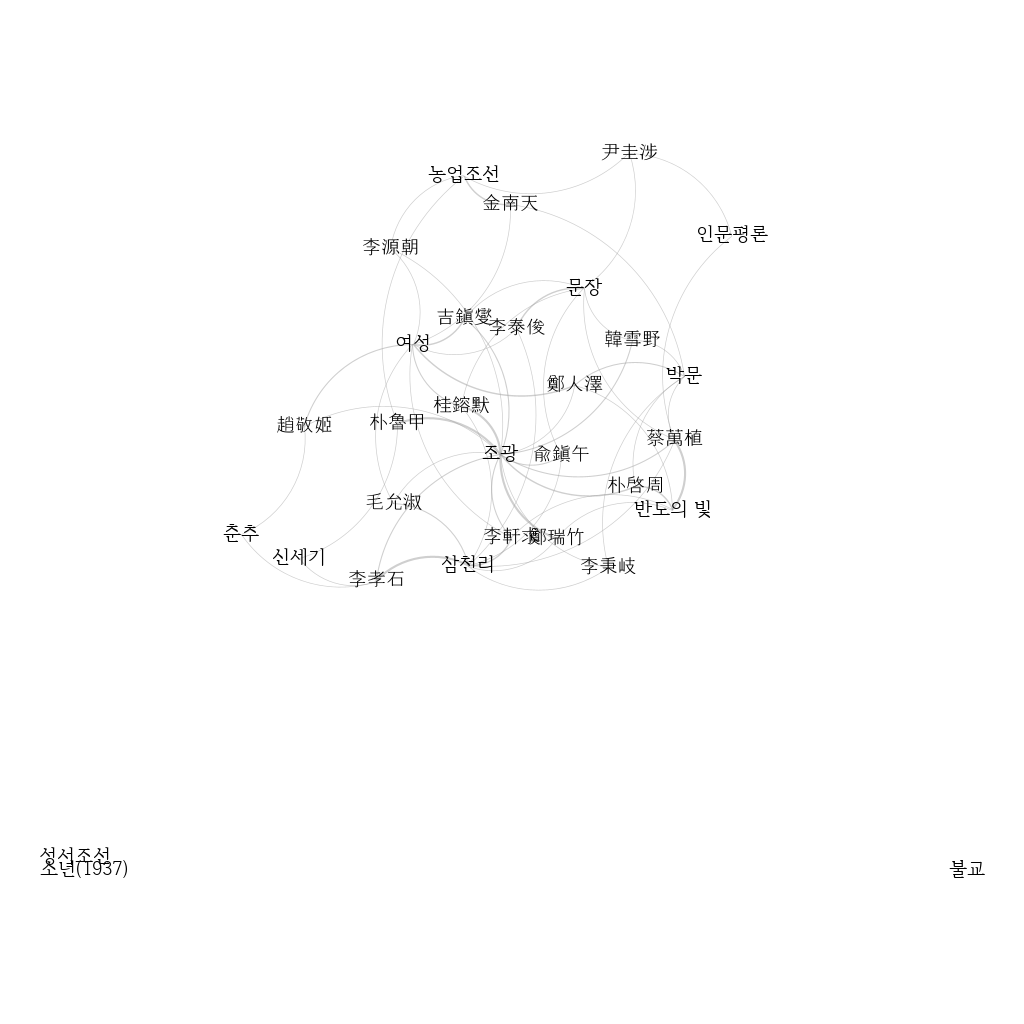 尹圭涉
농업조선
金南天
인문평론
李源朝
문장
吉鎭燮
李泰俊
韓雪野
여성
박문
鄭人澤
桂鎔默
朴魯甲
趙敬姬
蔡萬植
조광
兪鎭午
朴啓周
毛允淑
반도의 빛
춘추
李軒求
鄭瑞竹
신세기
삼천리
李秉岐
李孝石
성서조선
소년(1937)
불교